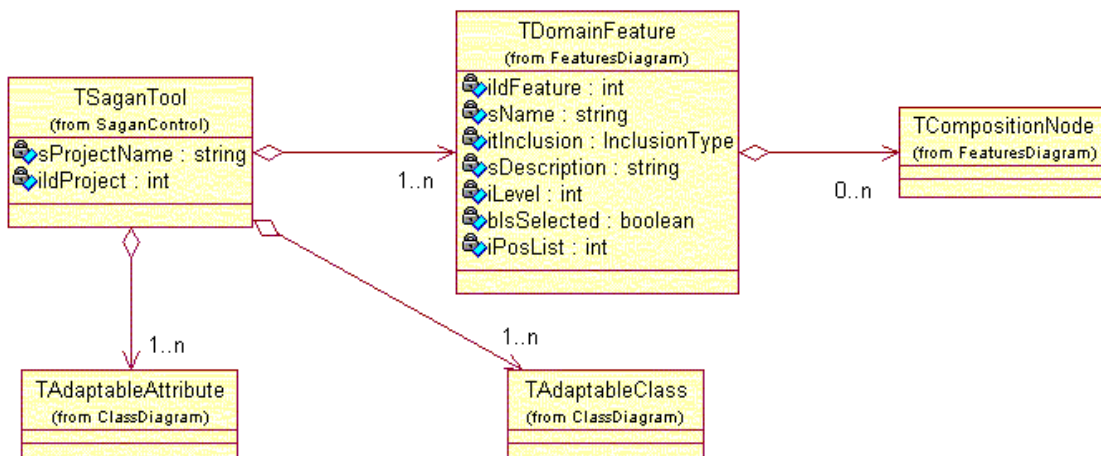 TSaganTool
(from SaganControl)
sProjectName : string
iIdProject : int
TDomainFeature
(from FeaturesDiagram)
iIdFeature : int
sName : string
itInclusion : InclusionType
sDescription : string
iLevel : int
bIsSelected : boolean
iPosList : int
TCompositionNode
(from FeaturesDiagram)
1..n
0..n
1..n
1..n
TAdaptableAttribute
(from ClassDiagram)
TAdaptableClass
(from ClassDiagram)